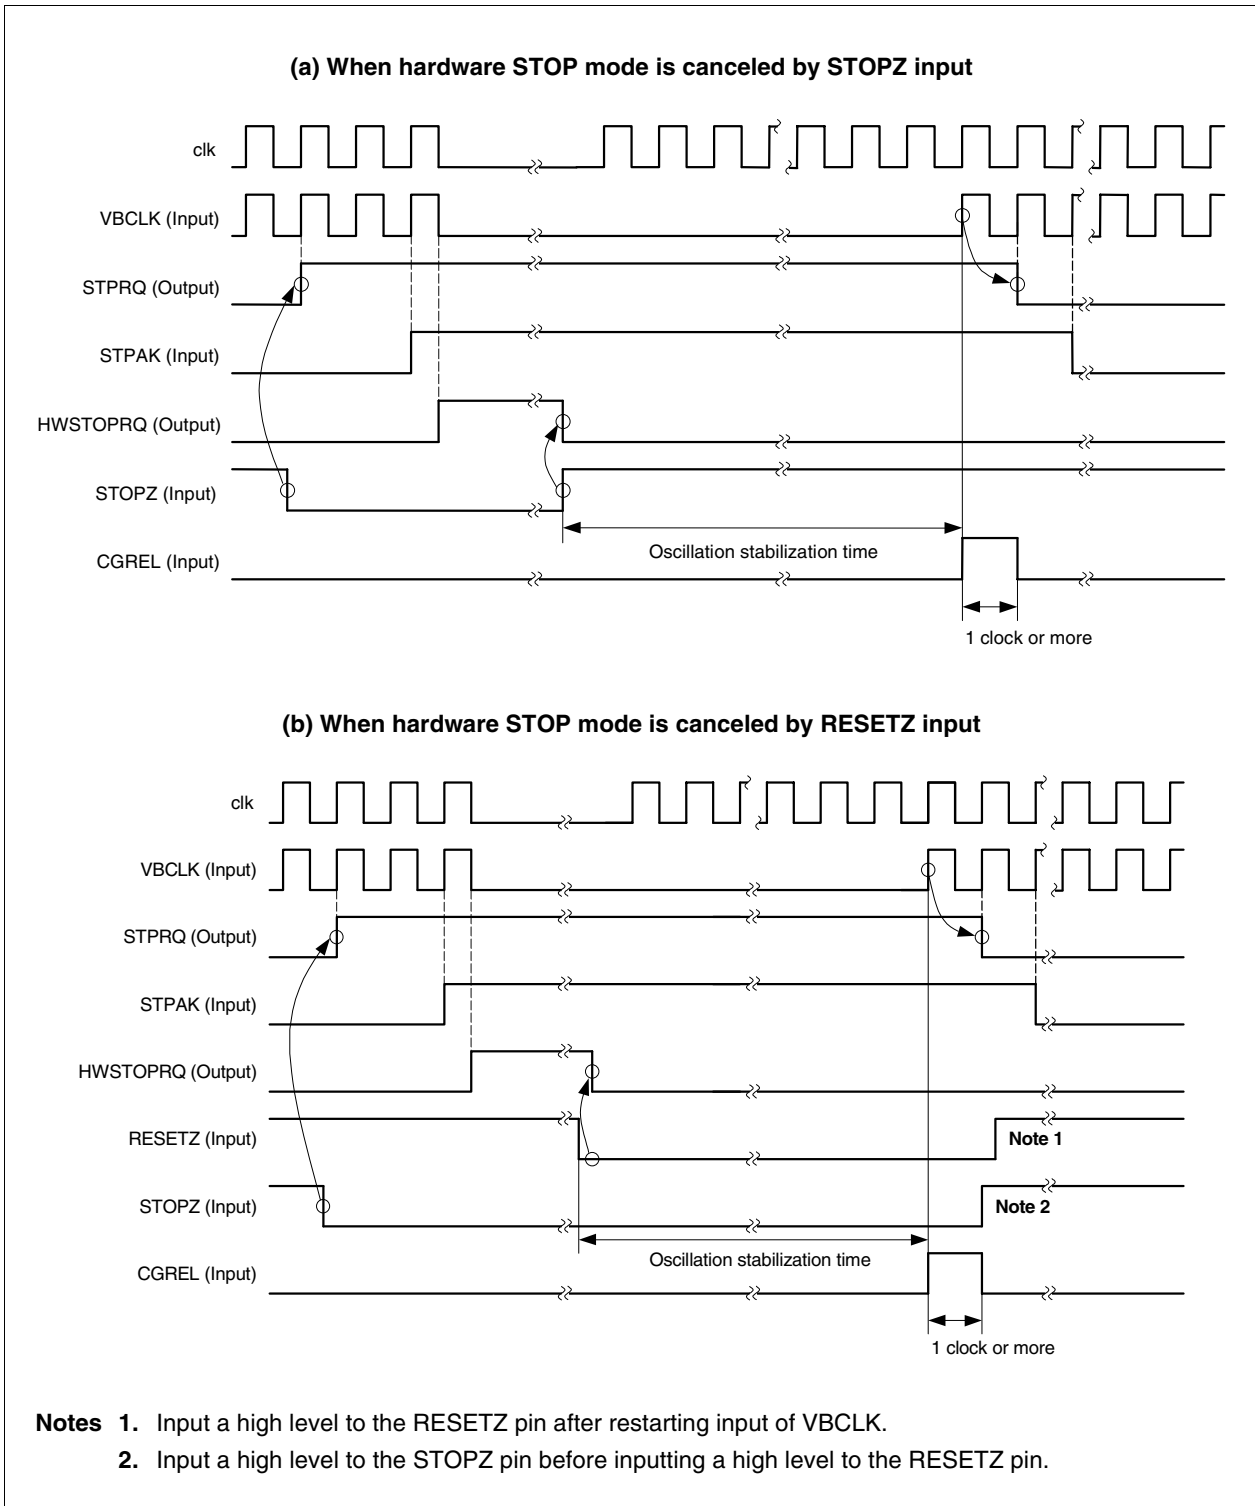 (a) When hardware STOP mode is canceled by STOPZ input
clk
VBCLK (Input)
STPRQ (Output)
STPAK (Input)
HWSTOPRQ (Output)
STOPZ (Input)
Oscillation stabilization time
CGREL (Input)
1 clock or more
(b) When hardware STOP mode is canceled by RESETZ input
clk
VBCLK (Input)
STPRQ (Output)
STPAK (Input)
HWSTOPRQ (Output)
RESETZ (Input)
Note 1
STOPZ (Input)
Note 2
Oscillation stabilization time
CGREL (Input)
1 clock or more
Notes 1. Input a high level to the RESETZ pin after restarting input of VBCLK.
2. Input a high level to the STOPZ pin before inputting a high level to the RESETZ pin.